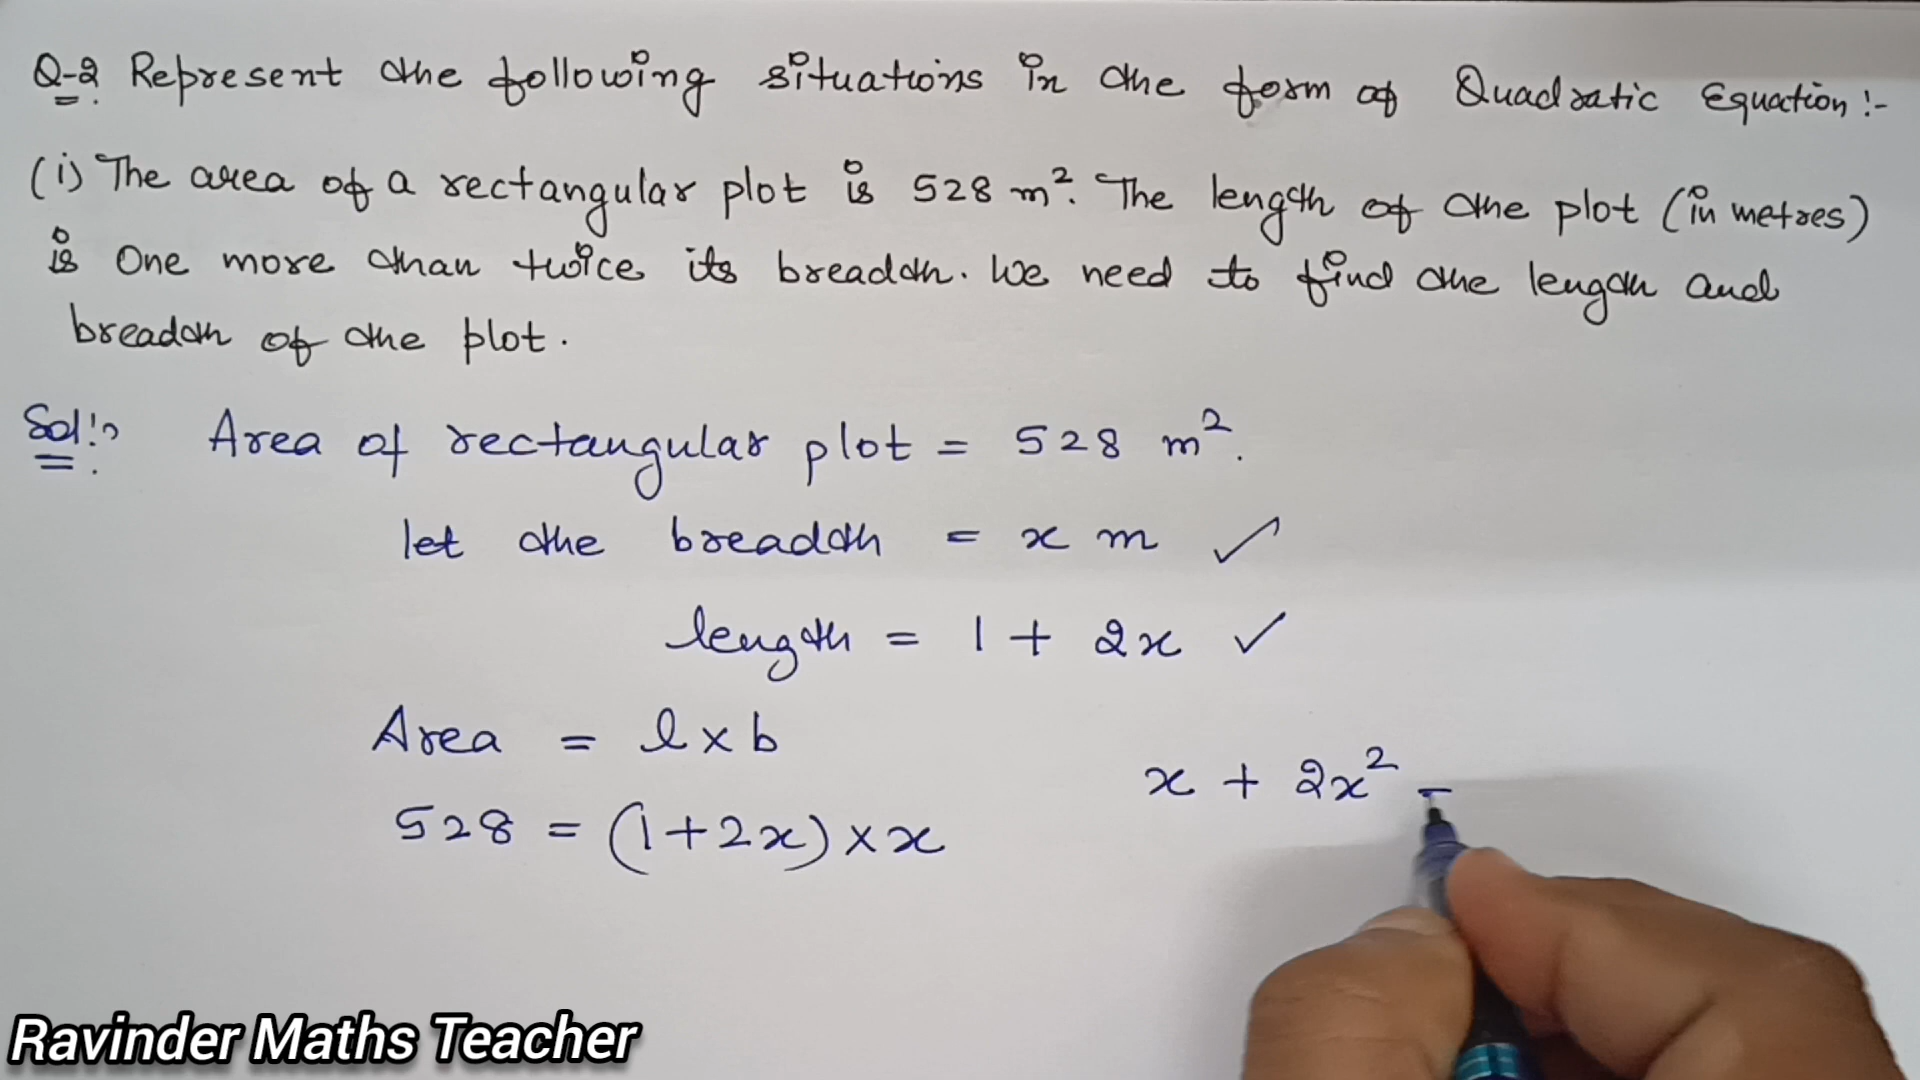 Q-2. Represent the following situations in the form of Quadratic Equation :-
(i) The area of a rectangular plot is 528 m². The length of the plot (in metres)
is One more than twice its breadth. We need to find the length and
breadth of the plot.
Sol:. Area of rectangular plot = 528 m².
let the breadth = x m ✓
length = 1 + 2x ✓
Area = l × b
528 = (1+2x) × x
x + 2x² -
Ravinder Maths Teacher